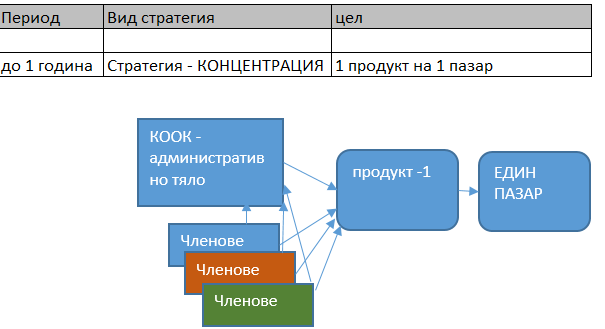 Период Вид стратегия цел
до 1 година Стратегия - КОНЦЕНТРАЦИЯ 1 продукт на 1 пазар
КООК -
административ
но тяло
продукт -1
ЕДИН
ПАЗАР
Членове
Членове
Членове